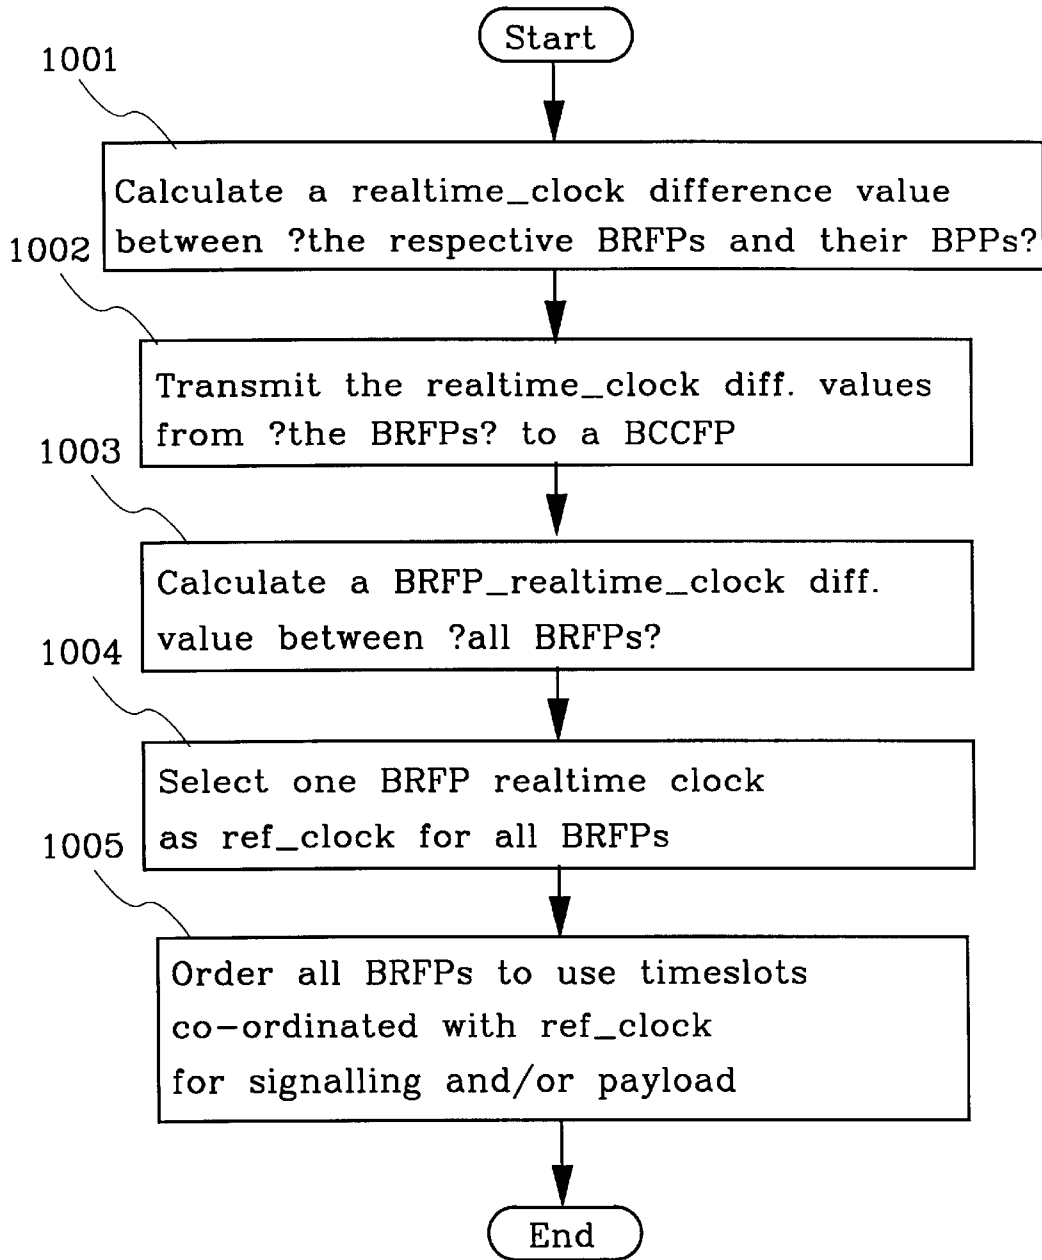 Start
1001
Calculate a realtime_clock difference value
between ?the respective BRFPs and their BPPs?
1002
Transmit the realtime_clock diff. values
from ?the BRFPs? to a BCCFP
1003
Calculate a BRFP_realtime_clock diff.
value between ?all BRFPs?
1004
Select one BRFP realtime clock
as ref_clock for all BRFPs
1005
Order all BRFPs to use timeslots
co-ordinated with ref_clock
for signalling and/or payload
End